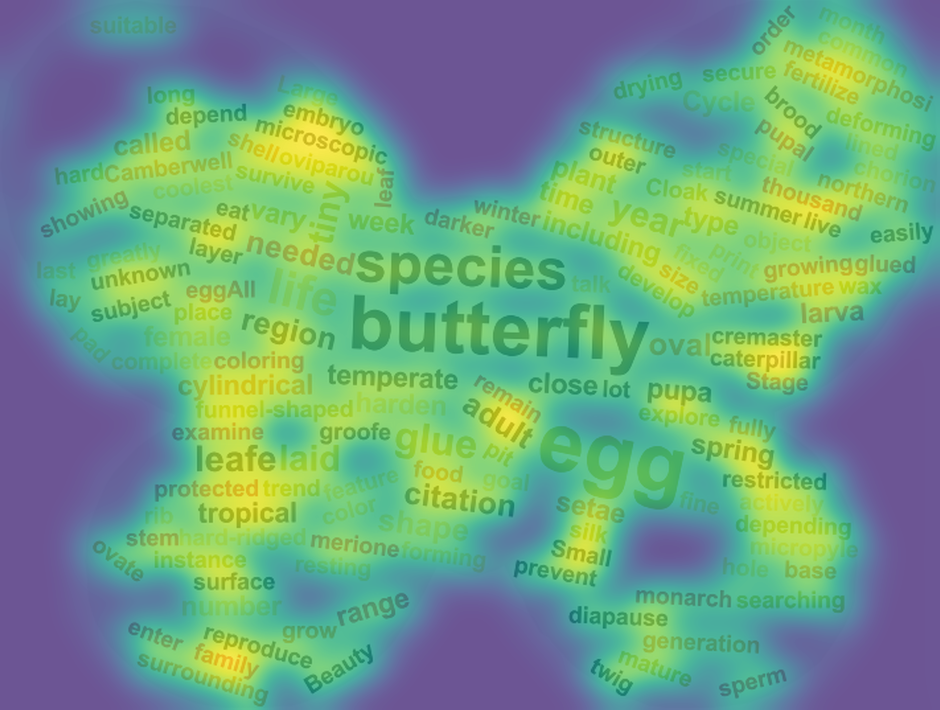 suitable
order
month
common
metamorphosi
fertilize
drying
secure
Cycle
brood
deforming
long
depend
Large
embryo
microscopic
called
shell
oviparou
structure
outer
pupal
lined
special
chorion
hard
Camberwell
coolest
survive
leaf
plant
time
Cloak
start
thousand
northern
showing
separated
eat
vary
tiny
week
darker
winter
including
year
type
summer
live
easily
layer
needed
species
talk
fixed
print
object
growing
glued
last
greatly
unknown
eggAll
life
develop
size
temperature
wax
lay
subject
place
region
butterfly
larva
pad
female
complete
coloring
oval
cremaster
caterpillar
Stage
cylindrical
temperate
remain
close
lot
pupa
funnel-shaped
harden
adult
explore
fully
examine
groofe
glue
pit
egg
spring
leafe
laid
food
goal
restricted
protected
trend
feature
citation
fine
actively
rib
tropical
color
shape
setae
silk
depending
stem
hard-ridged
merione
forming
Small
micropyle
ovate
instance
resting
prevent
hole
base
surface
number
range
monarch
searching
diapause
enter
reproduce
grow
generation
family
surrounding
Beauty
mature
twig
sperm